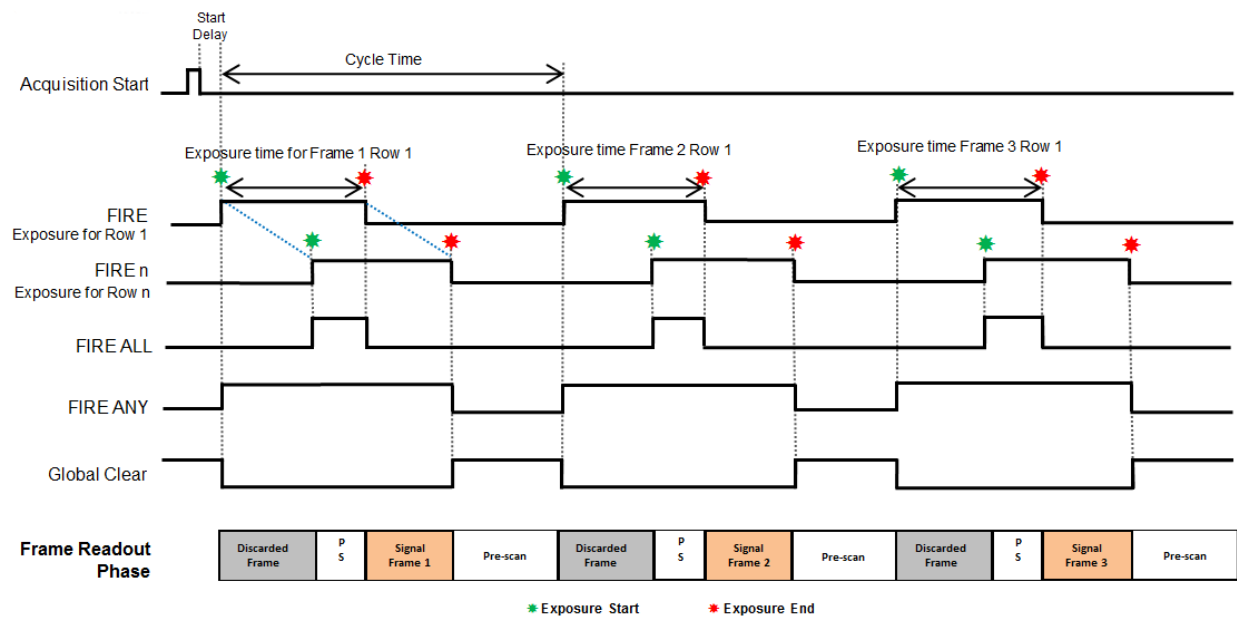 Start
Delay
Cycle Time
Acquisition Start
Exposure time for Frame 1 Row 1
Exposure time Frame 2 Row 1
Exposure time Frame 3 Row 1
FIRE
Exposure for Row 1
FIRE n
Exposure for Row n
FIRE ALL
FIRE ANY
Global Clear
Frame Readout
Phase
Discarded
Frame
P
S
Signal
Frame 1
Pre-scan
Discarded
Frame
P
S
Signal
Frame 2
Pre-scan
Discarded
Frame
P
S
Signal
Frame 3
Pre-scan
Exposure Start
Exposure End